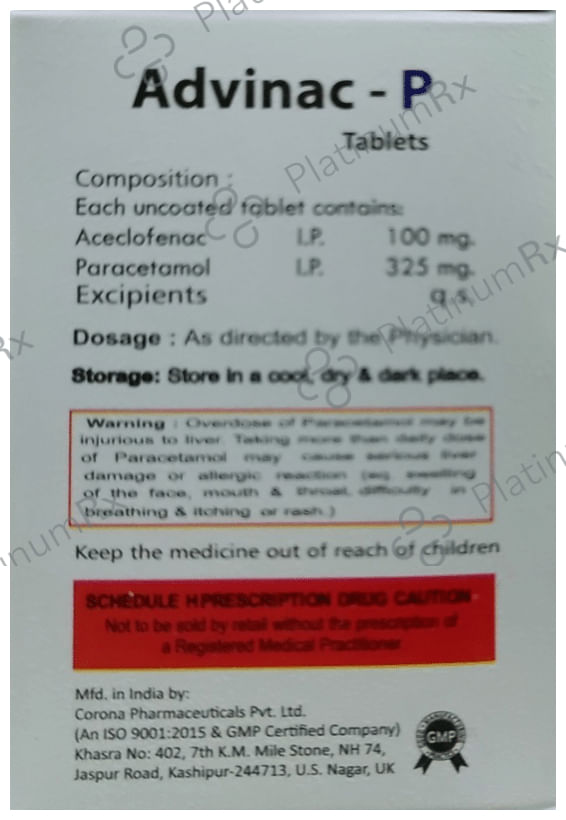 Advinac - P
Tablets
Composition :
Each uncoated tablet contains:
Aceclofenac I.P. 100 mg.
Paracetamol I.P. 325 mg.
Excipients q.s.
Dosage : As directed by the Physician.
Storage: Store in a cool, dry & dark place.
Warning : Overdose of Paracetamol may be
injurious to liver. Taking more than daily dose
of Paracetamol may cause serious liver
damage or allergic reaction (eg. swelling
of the face, mouth & throat, difficulty in
breathing & itching or rash.)
Keep the medicine out of reach of children
SCHEDULE H PRESCRIPTION DRUG CAUTION
Not to be sold by retail without the prescription of
a Registered Medical Practitioner
Mfd. in India by:
Corona Pharmaceuticals Pvt. Ltd.
(An ISO 9001:2015 & GMP Certified Company)
Khasra No: 402, 7th K.M. Mile Stone, NH 74,
Jaspur Road, Kashipur-244713, U.S. Nagar, UK
GMP
PlatinumRx